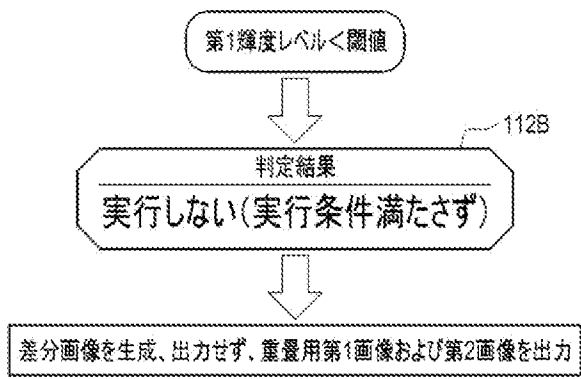 第1輝度レベル<閾値
112B
判定結果
実行しない(実行条件満たさず)
差分画像を生成、出力せず、重畳用第1画像および第2画像を出力